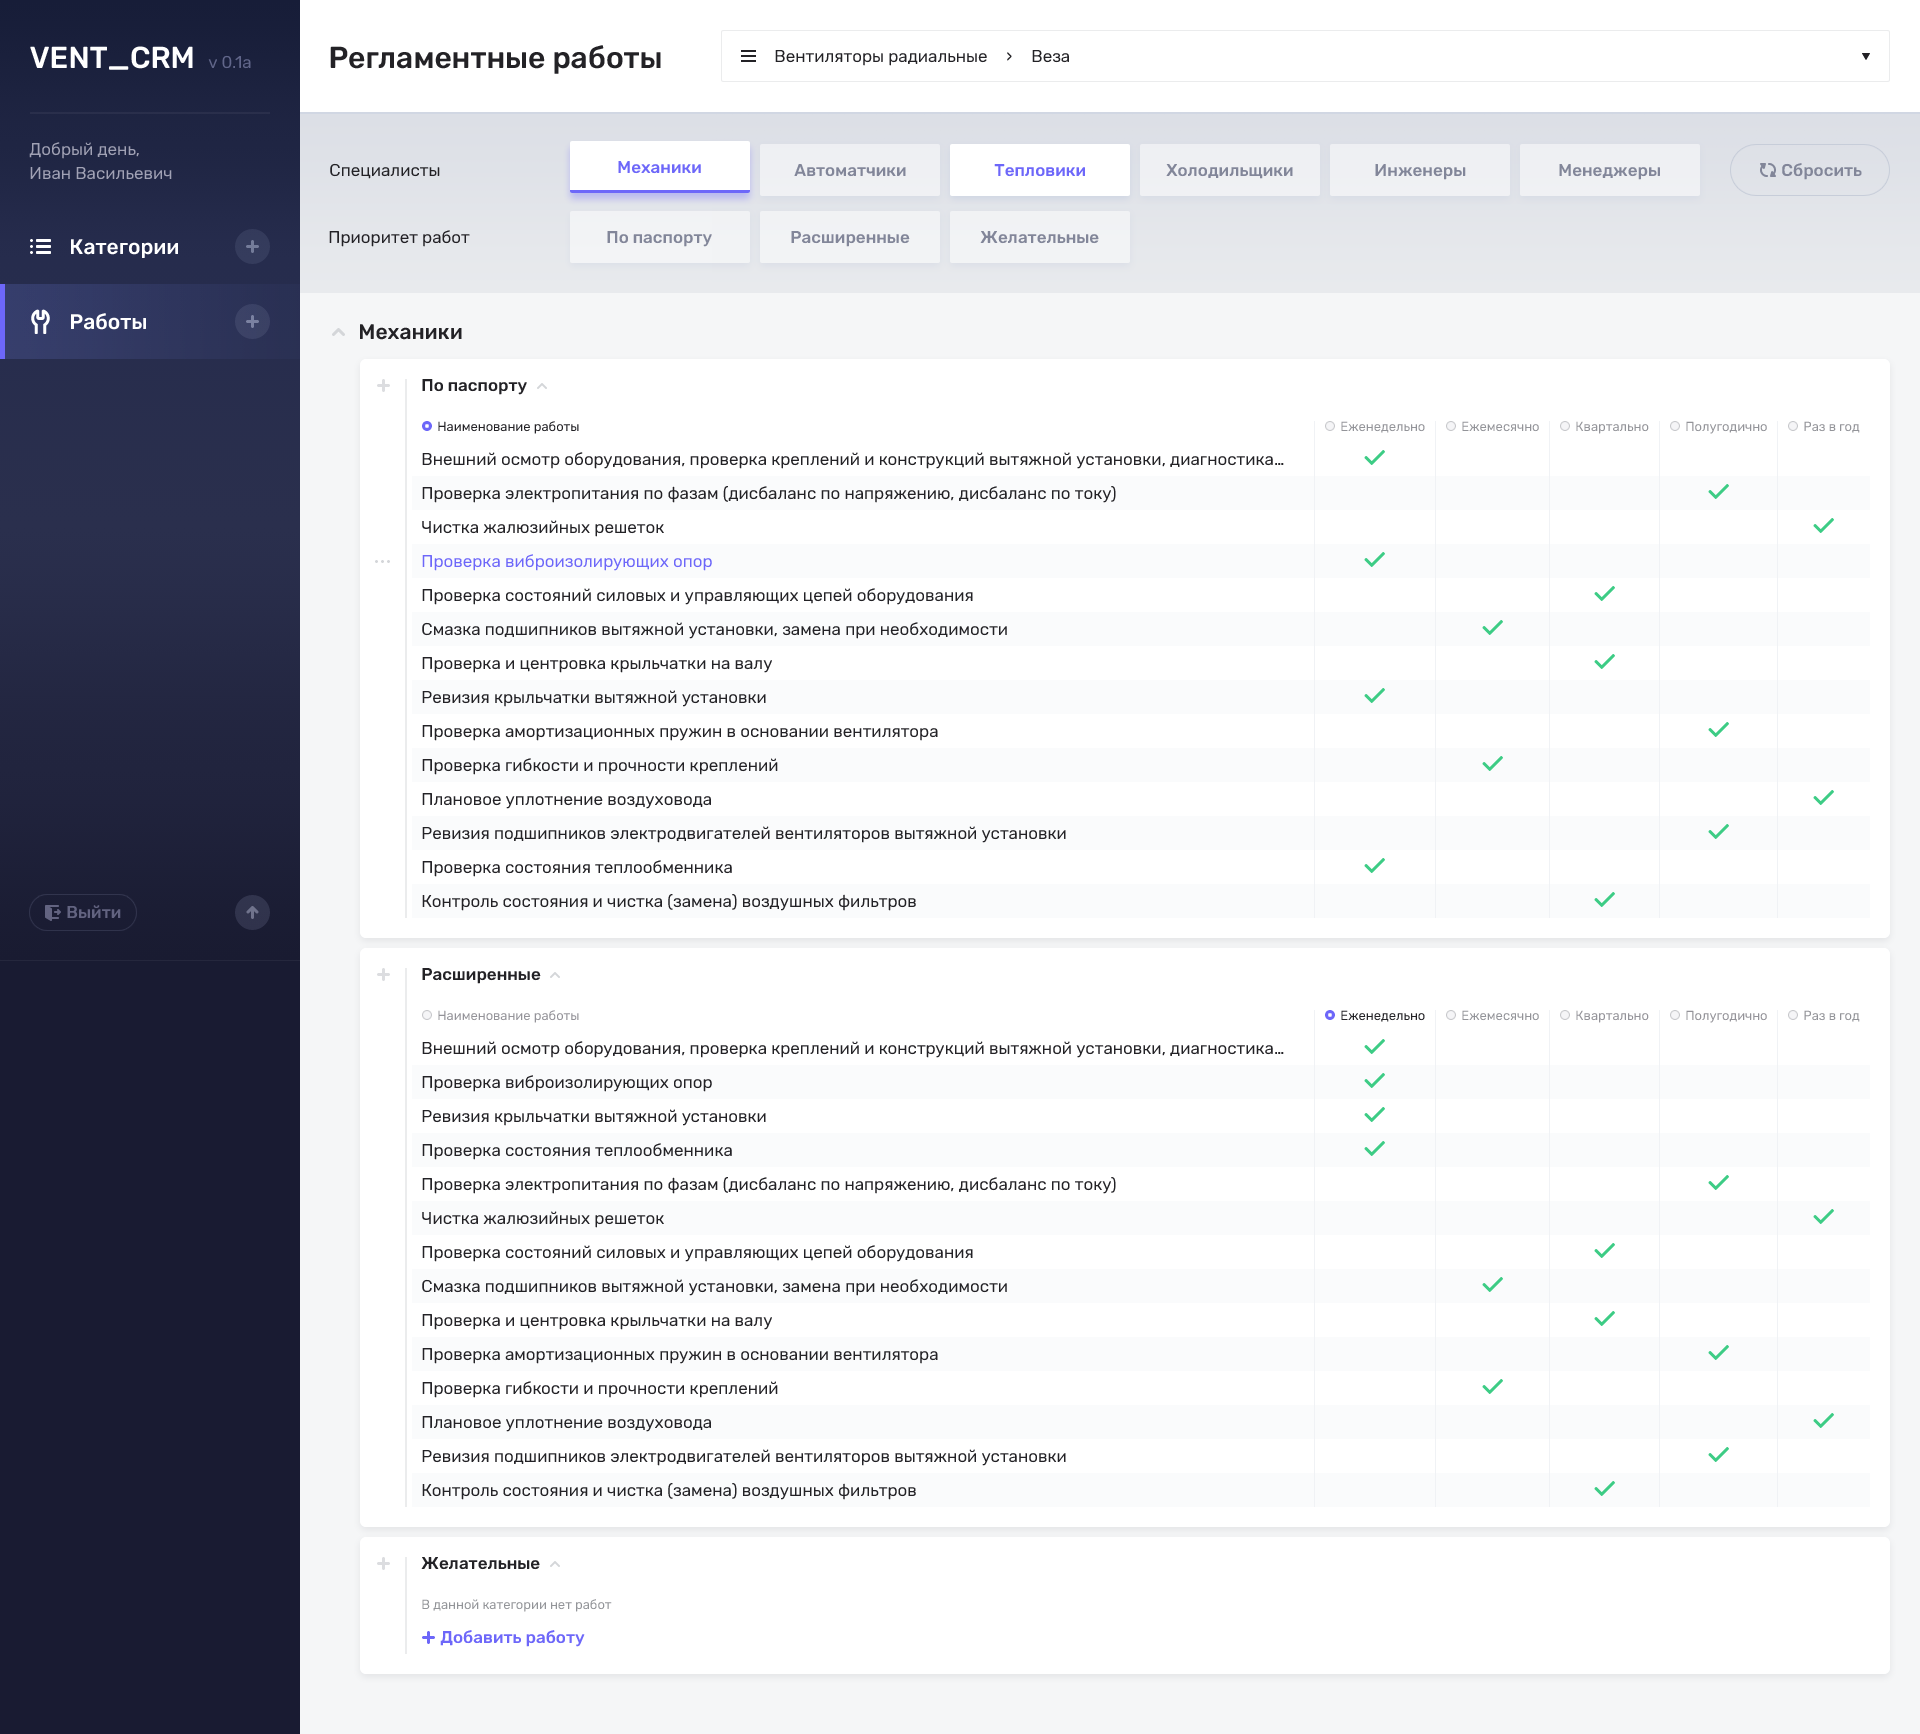 VENT_CRM v 0.1a
Добрый день,
Иван Васильевич
Категории
Работы
Выйти
Регламентные работы
Вентиляторы радиальные › Веза
Специалисты Механики Автоматчики Тепловики Холодильщики Инженеры Менеджеры Сбросить
Приоритет работ По паспорту Расширенные Желательные
Механики
По паспорту
Наименование работы Еженедельно Ежемесячно Квартально Полугодично Раз в год
Внешний осмотр оборудования, проверка креплений и конструкций вытяжной установки, диагностика...
Проверка электропитания по фазам (дисбаланс по напряжению, дисбаланс по току)
Чистка жалюзийных решеток
Проверка виброизолирующих опор
Проверка состояний силовых и управляющих цепей оборудования
Смазка подшипников вытяжной установки, замена при необходимости
Проверка и центровка крыльчатки на валу
Ревизия крыльчатки вытяжной установки
Проверка амортизационных пружин в основании вентилятора
Проверка гибкости и прочности креплений
Плановое уплотнение воздуховода
Ревизия подшипников электродвигателей вентиляторов вытяжной установки
Проверка состояния теплообменника
Контроль состояния и чистка (замена) воздушных фильтров
Расширенные
Наименование работы Еженедельно Ежемесячно Квартально Полугодично Раз в год
Внешний осмотр оборудования, проверка креплений и конструкций вытяжной установки, диагностика...
Проверка виброизолирующих опор
Ревизия крыльчатки вытяжной установки
Проверка состояния теплообменника
Проверка электропитания по фазам (дисбаланс по напряжению, дисбаланс по току)
Чистка жалюзийных решеток
Проверка состояний силовых и управляющих цепей оборудования
Смазка подшипников вытяжной установки, замена при необходимости
Проверка и центровка крыльчатки на валу
Проверка амортизационных пружин в основании вентилятора
Проверка гибкости и прочности креплений
Плановое уплотнение воздуховода
Ревизия подшипников электродвигателей вентиляторов вытяжной установки
Контроль состояния и чистка (замена) воздушных фильтров
Желательные
В данной категории нет работ
Добавить работу